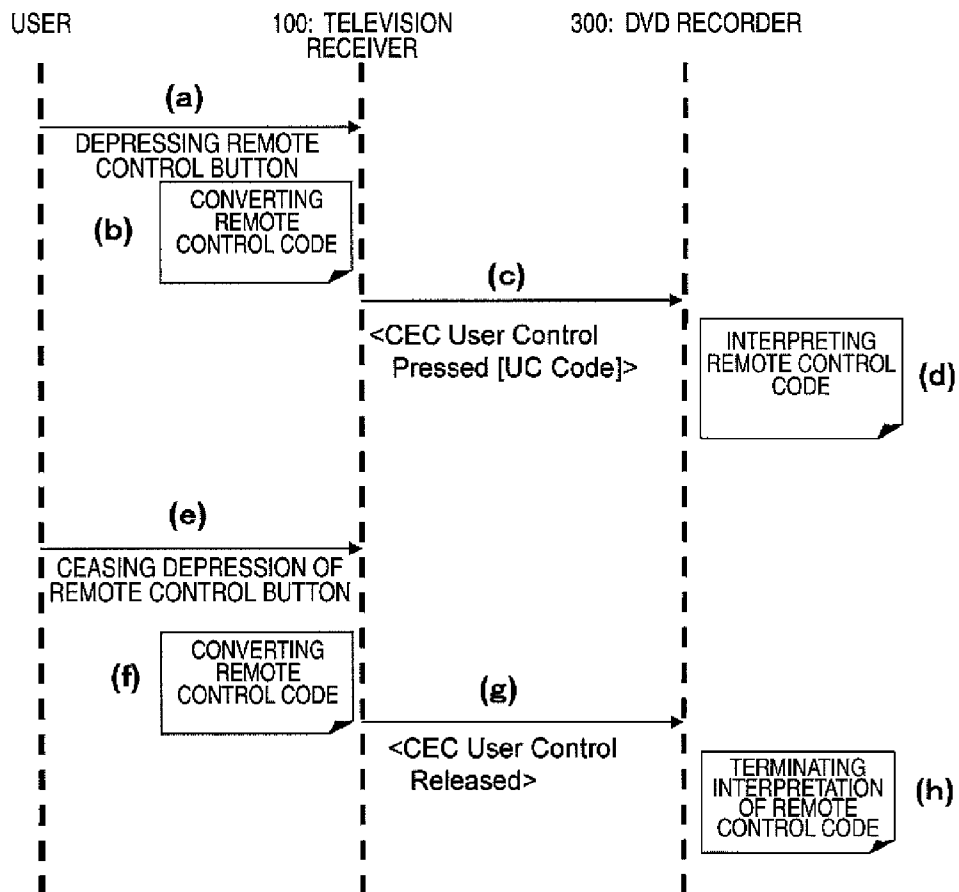 USER
100: TELEVISION
RECEIVER
300: DVD RECORDER
(a)
DEPRESSING REMOTE
CONTROL BUTTON
(b)
CONVERTING
REMOTE
CONTROL CODE
(c)
<CEC User Control
Pressed [UC Code]>
INTERPRETING
REMOTE CONTROL
CODE
(d)
(e)
CEASING DEPRESSION OF
REMOTE CONTROL BUTTON
(f)
CONVERTING
REMOTE
CONTROL CODE
(g)
<CEC User Control
Released>
TERMINATING
INTERPRETATION
OF REMOTE
CONTROL CODE
(h)